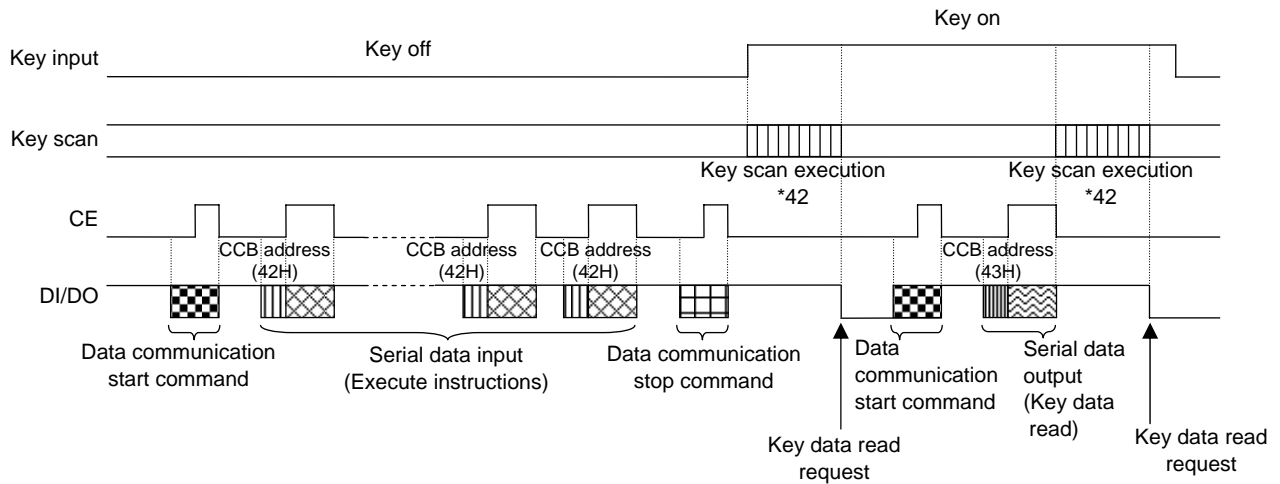 Key on
Key off
Key input
Key scan
Key scan execution
*42
Key scan execution
*42
CE
CCB address
(42H)
CCB address
(42H)
CCB address
(42H)
CCB address
(43H)
DI/DO
Data communication
start command
Serial data input
(Execute instructions)
Data communication
stop command
Data
communication
start command
Serial data
output
(Key data
read)
Key data read
request
Key data read
request